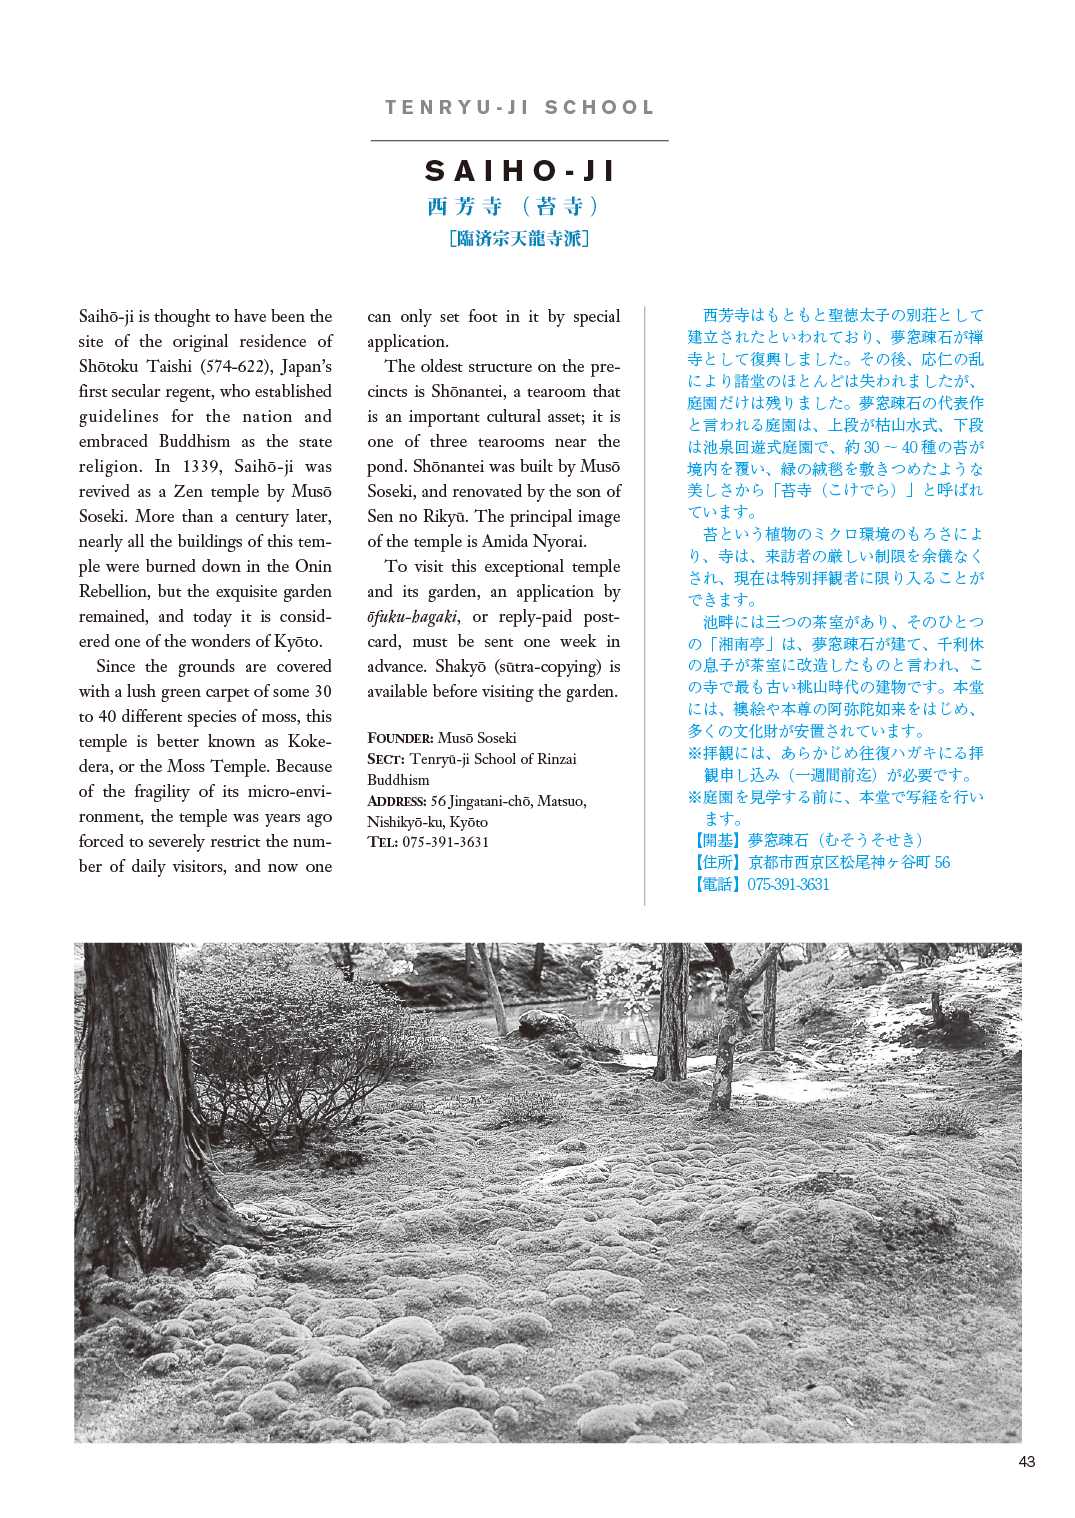 TENRYU-JI SCHOOL
SAIHO-JI
西芳寺（苔寺）
［臨済宗天龍寺派］
Saihō-ji is thought to have been the
site of the original residence of
Shōtoku Taishi (574-622), Japan’s
first secular regent, who established
guidelines for the nation and
embraced Buddhism as the state
religion. In 1339, Saihō-ji was
revived as a Zen temple by Musō
Soseki. More than a century later,
nearly all the buildings of this tem-
ple were burned down in the Onin
Rebellion, but the exquisite garden
remained, and today it is consid-
ered one of the wonders of Kyōto.
Since the grounds are covered
with a lush green carpet of some 30
to 40 different species of moss, this
temple is better known as Koke-
dera, or the Moss Temple. Because
of the fragility of its micro-envi-
ronment, the temple was years ago
forced to severely restrict the num-
ber of daily visitors, and now one
can only set foot in it by special
application.
The oldest structure on the pre-
cincts is Shōnantei, a tearoom that
is an important cultural asset; it is
one of three tearooms near the
pond. Shōnantei was built by Musō
Soseki, and renovated by the son of
Sen no Rikyū. The principal image
of the temple is Amida Nyorai.
To visit this exceptional temple
and its garden, an application by
ōfuku-hagaki, or reply-paid post-
card, must be sent one week in
advance. Shakyō (sūtra-copying) is
available before visiting the garden.
FOUNDER: Musō Soseki
SECT: Tenryū-ji School of Rinzai
Buddhism
ADDRESS: 56 Jingatani-chō, Matsuo,
Nishikyō-ku, Kyōto
TEL: 075-391-3631
西芳寺はもともと聖徳太子の別荘として
建立されたといわれており、夢窓疎石が禅
寺として復興しました。その後、応仁の乱
により諸堂のほとんどは失われましたが、
庭園だけは残りました。夢窓疎石の代表作
と言われる庭園は、上段が枯山水式、下段
は池泉回遊式庭園で、約 30 〜 40 種の苔が
境内を覆い、緑の絨毯を敷きつめたような
美しさから「苔寺（こけでら）」と呼ばれ
ています。
苔という植物のミクロ環境のもろさによ
り、寺は、来訪者の厳しい制限を余儀なく
され、現在は特別拝観者に限り入ることが
できます。
池畔には三つの茶室があり、そのひとつ
の「湘南亭」は、夢窓疎石が建て、千利休
の息子が茶室に改造したものと言われ、こ
の寺で最も古い桃山時代の建物です。本堂
には、襖絵や本尊の阿弥陀如来をはじめ、
多くの文化財が安置されています。
※拝観には、あらかじめ往復ハガキにる拝
観申し込み（一週間前迄）が必要です。
※庭園を見学する前に、本堂で写経を行い
ます。
【開基】夢窓疎石（むそうそせき）
【住所】京都市西京区松尾神ヶ谷町 56
【電話】075-391-3631
43